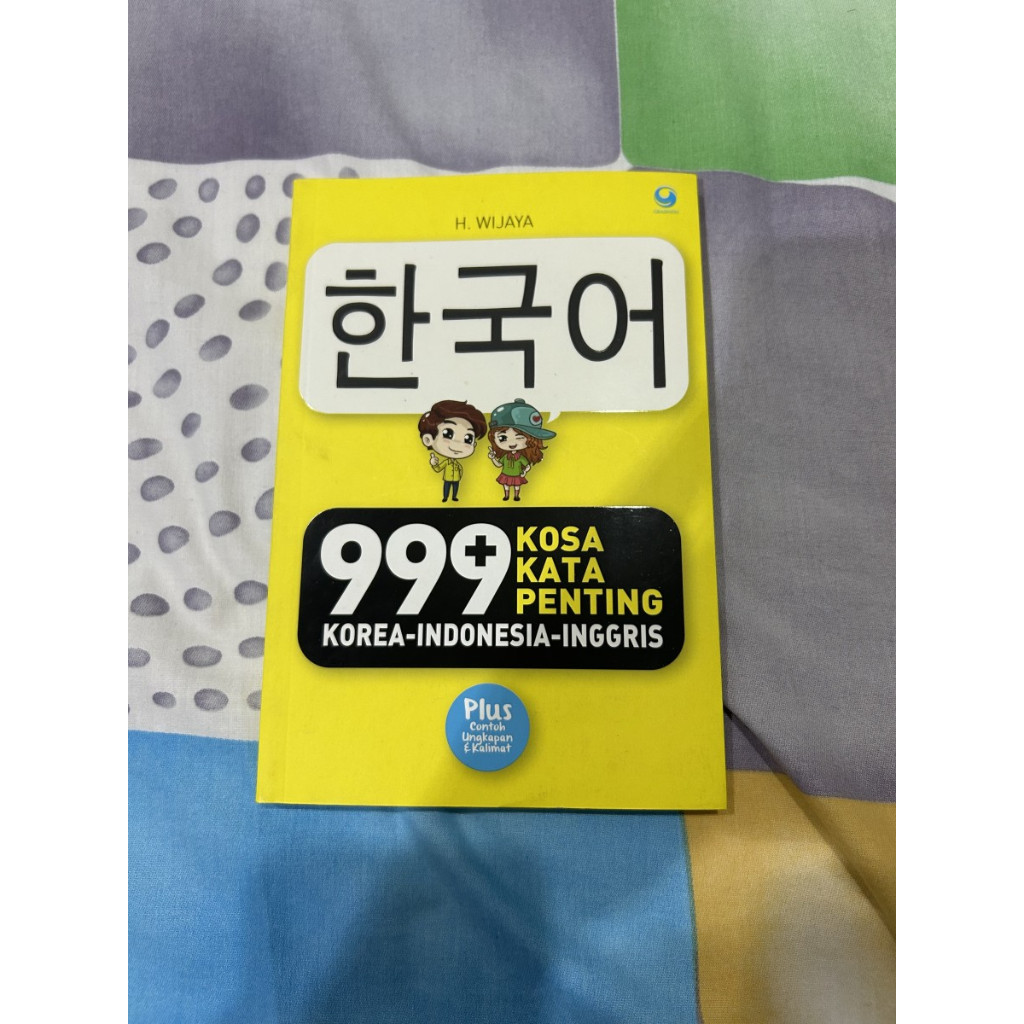 H. WIJAYA
한국어
999+ KOSA
KATA
PENTING
KOREA-INDONESIA-INGGRIS
Plus
Contoh
Ungkapan
& Kalimat